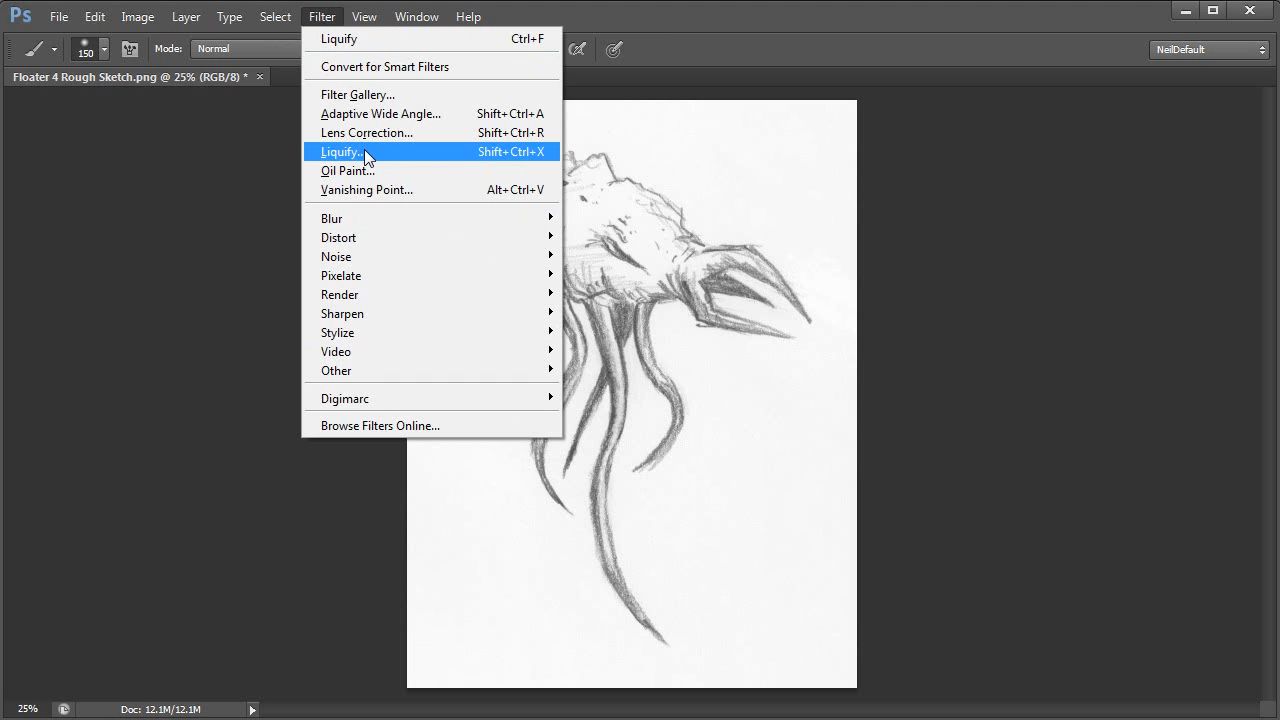 Ps File Edit Image Layer Type Select Filter View Window Help
150 Mode: Normal NeilDefault
Floater 4 Rough Sketch.png @ 25% (RGB/8) * ×
Liquify Ctrl+F
Convert for Smart Filters
Filter Gallery...
Adaptive Wide Angle... Shift+Ctrl+A
Lens Correction... Shift+Ctrl+R
Liquify... Shift+Ctrl+X
Oil Paint...
Vanishing Point... Alt+Ctrl+V
Blur
Distort
Noise
Pixelate
Render
Sharpen
Stylize
Video
Other
Digimarc
Browse Filters Online...
25% Doc: 12.1M/12.1M